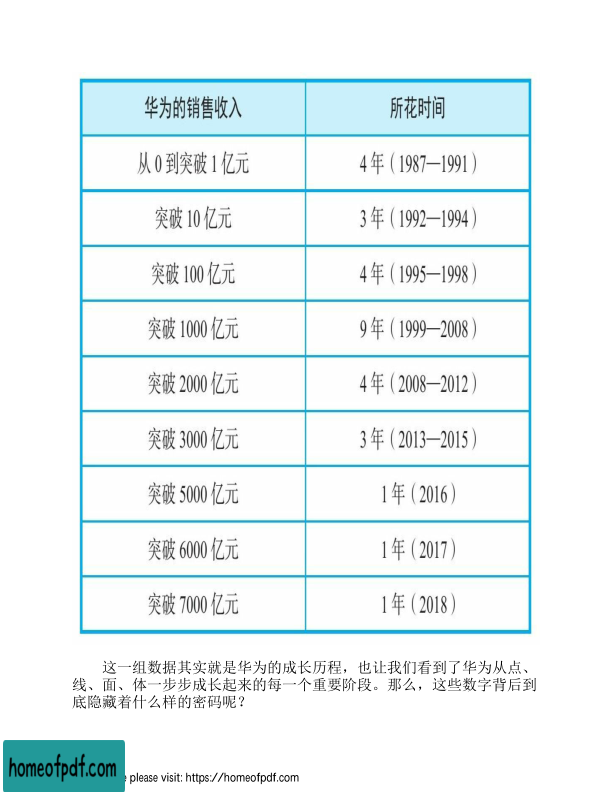 华为的销售收入 所花时间
从 0 到突破 1 亿元 4 年（1987—1991）
突破 10 亿元 3 年（1992—1994）
突破 100 亿元 4 年（1995—1998）
突破 1000 亿元 9 年（1999—2008）
突破 2000 亿元 4 年（2008—2012）
突破 3000 亿元 3 年（2013—2015）
突破 5000 亿元 1 年（2016）
突破 6000 亿元 1 年（2017）
突破 7000 亿元 1 年（2018）
这一组数据其实就是华为的成长历程，也让我们看到了华为从点、
线、面、体一步步成长起来的每一个重要阶段。那么，这些数字背后到
底隐藏着什么样的密码呢？
homeofpdf.com
e please visit: https://homeofpdf.com